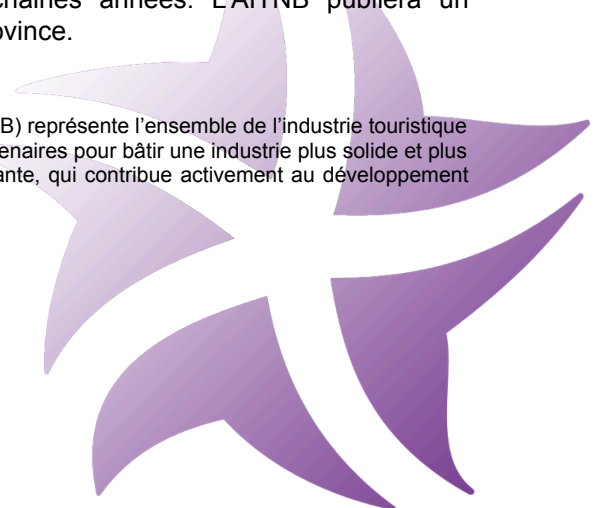 chaines années. L'AITNB publiera un
ovince.
B) représente l'ensemble de l'industrie touristique
enaires pour bâtir une industrie plus solide et plus
ante, qui contribue activement au développement